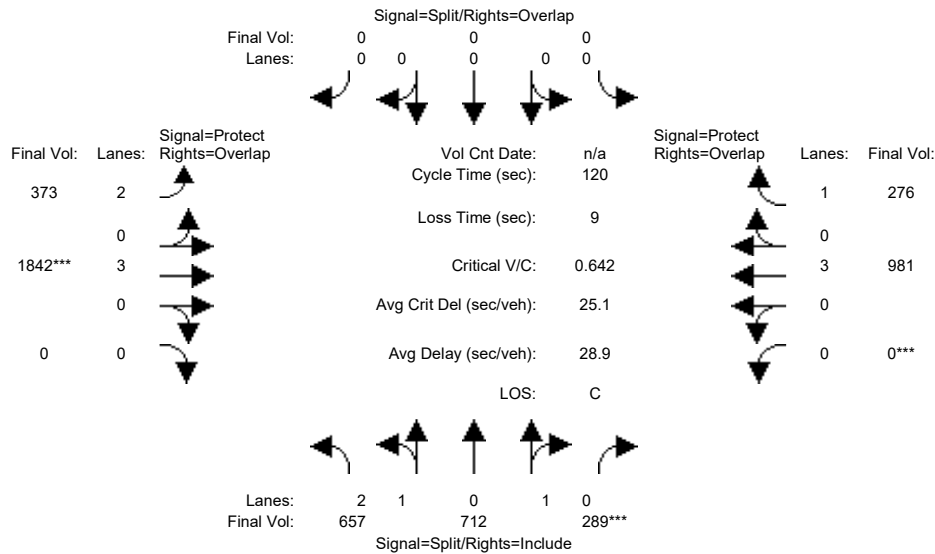 Signal=Split/Rights=Overlap
Final Vol: 0 0 0
Lanes: 0 0 0 0 0
Signal=Protect Signal=Protect
Final Vol: Lanes: Rights=Overlap Vol Cnt Date: n/a Rights=Overlap Lanes: Final Vol:
Cycle Time (sec): 120
373 2 1 276
Loss Time (sec): 9
0 0
1842*** 3 Critical V/C: 0.642 3 981
0 Avg Crit Del (sec/veh): 25.1 0
0 0 Avg Delay (sec/veh): 28.9 0 0***
LOS: C
Lanes: 2 1 0 1 0
Final Vol: 657 712 289***
Signal=Split/Rights=Include